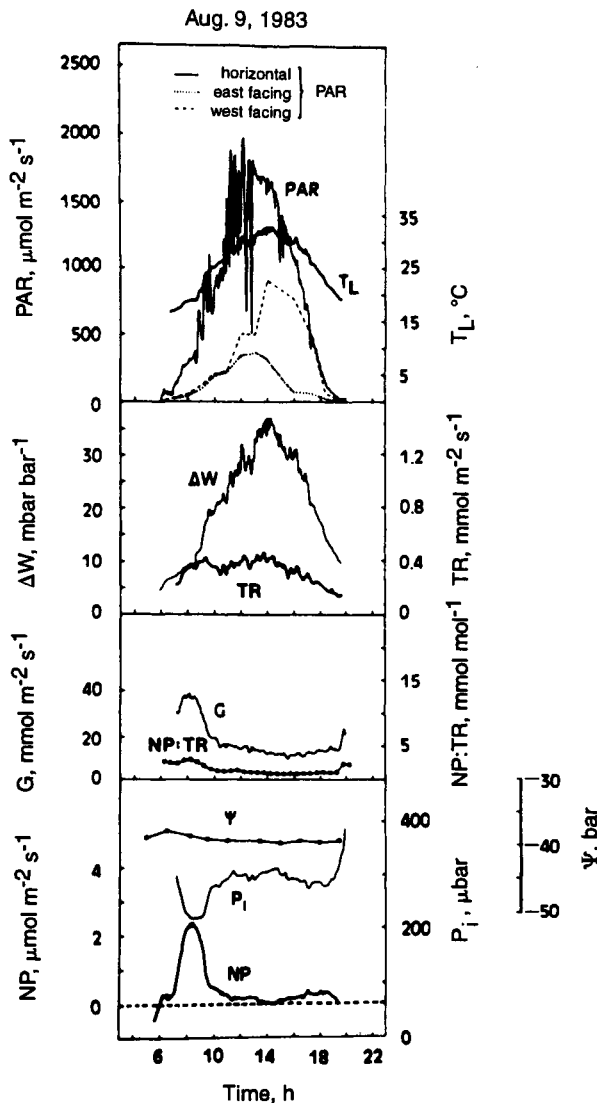 Aug. 9, 1983
2500
2000
1500
1000
500
0
PAR, μmol m⁻² s⁻¹
horizontal
east facing
west facing
PAR
PAR
T_L
35
25
15
5
T_L, °C
30
20
10
0
ΔW, mbar bar⁻¹
ΔW
TR
1.2
0.8
0.4
0
TR, mmol m⁻² s⁻¹
40
20
0
G, mmol m⁻² s⁻¹
G
NP:TR
15
5
NP:TR, mmol mol⁻¹
4
2
0
NP, μmol m⁻² s⁻¹
Ψ
P_i
NP
400
200
0
P_i, μbar
−30
−40
−50
Ψ, bar
6 10 14 18 22
Time, h